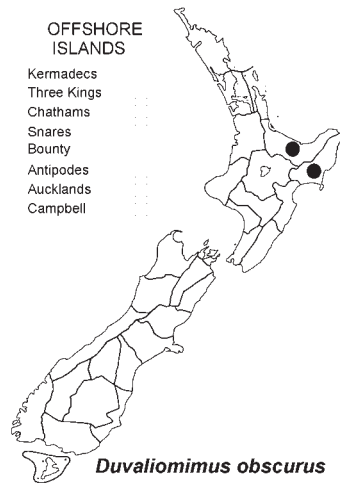 OFFSHORE
ISLANDS
Kermadecs
Three Kings
Chathams
Snares
Bounty
Antipodes
Aucklands
Campbell
Duvaliomimus obscurus